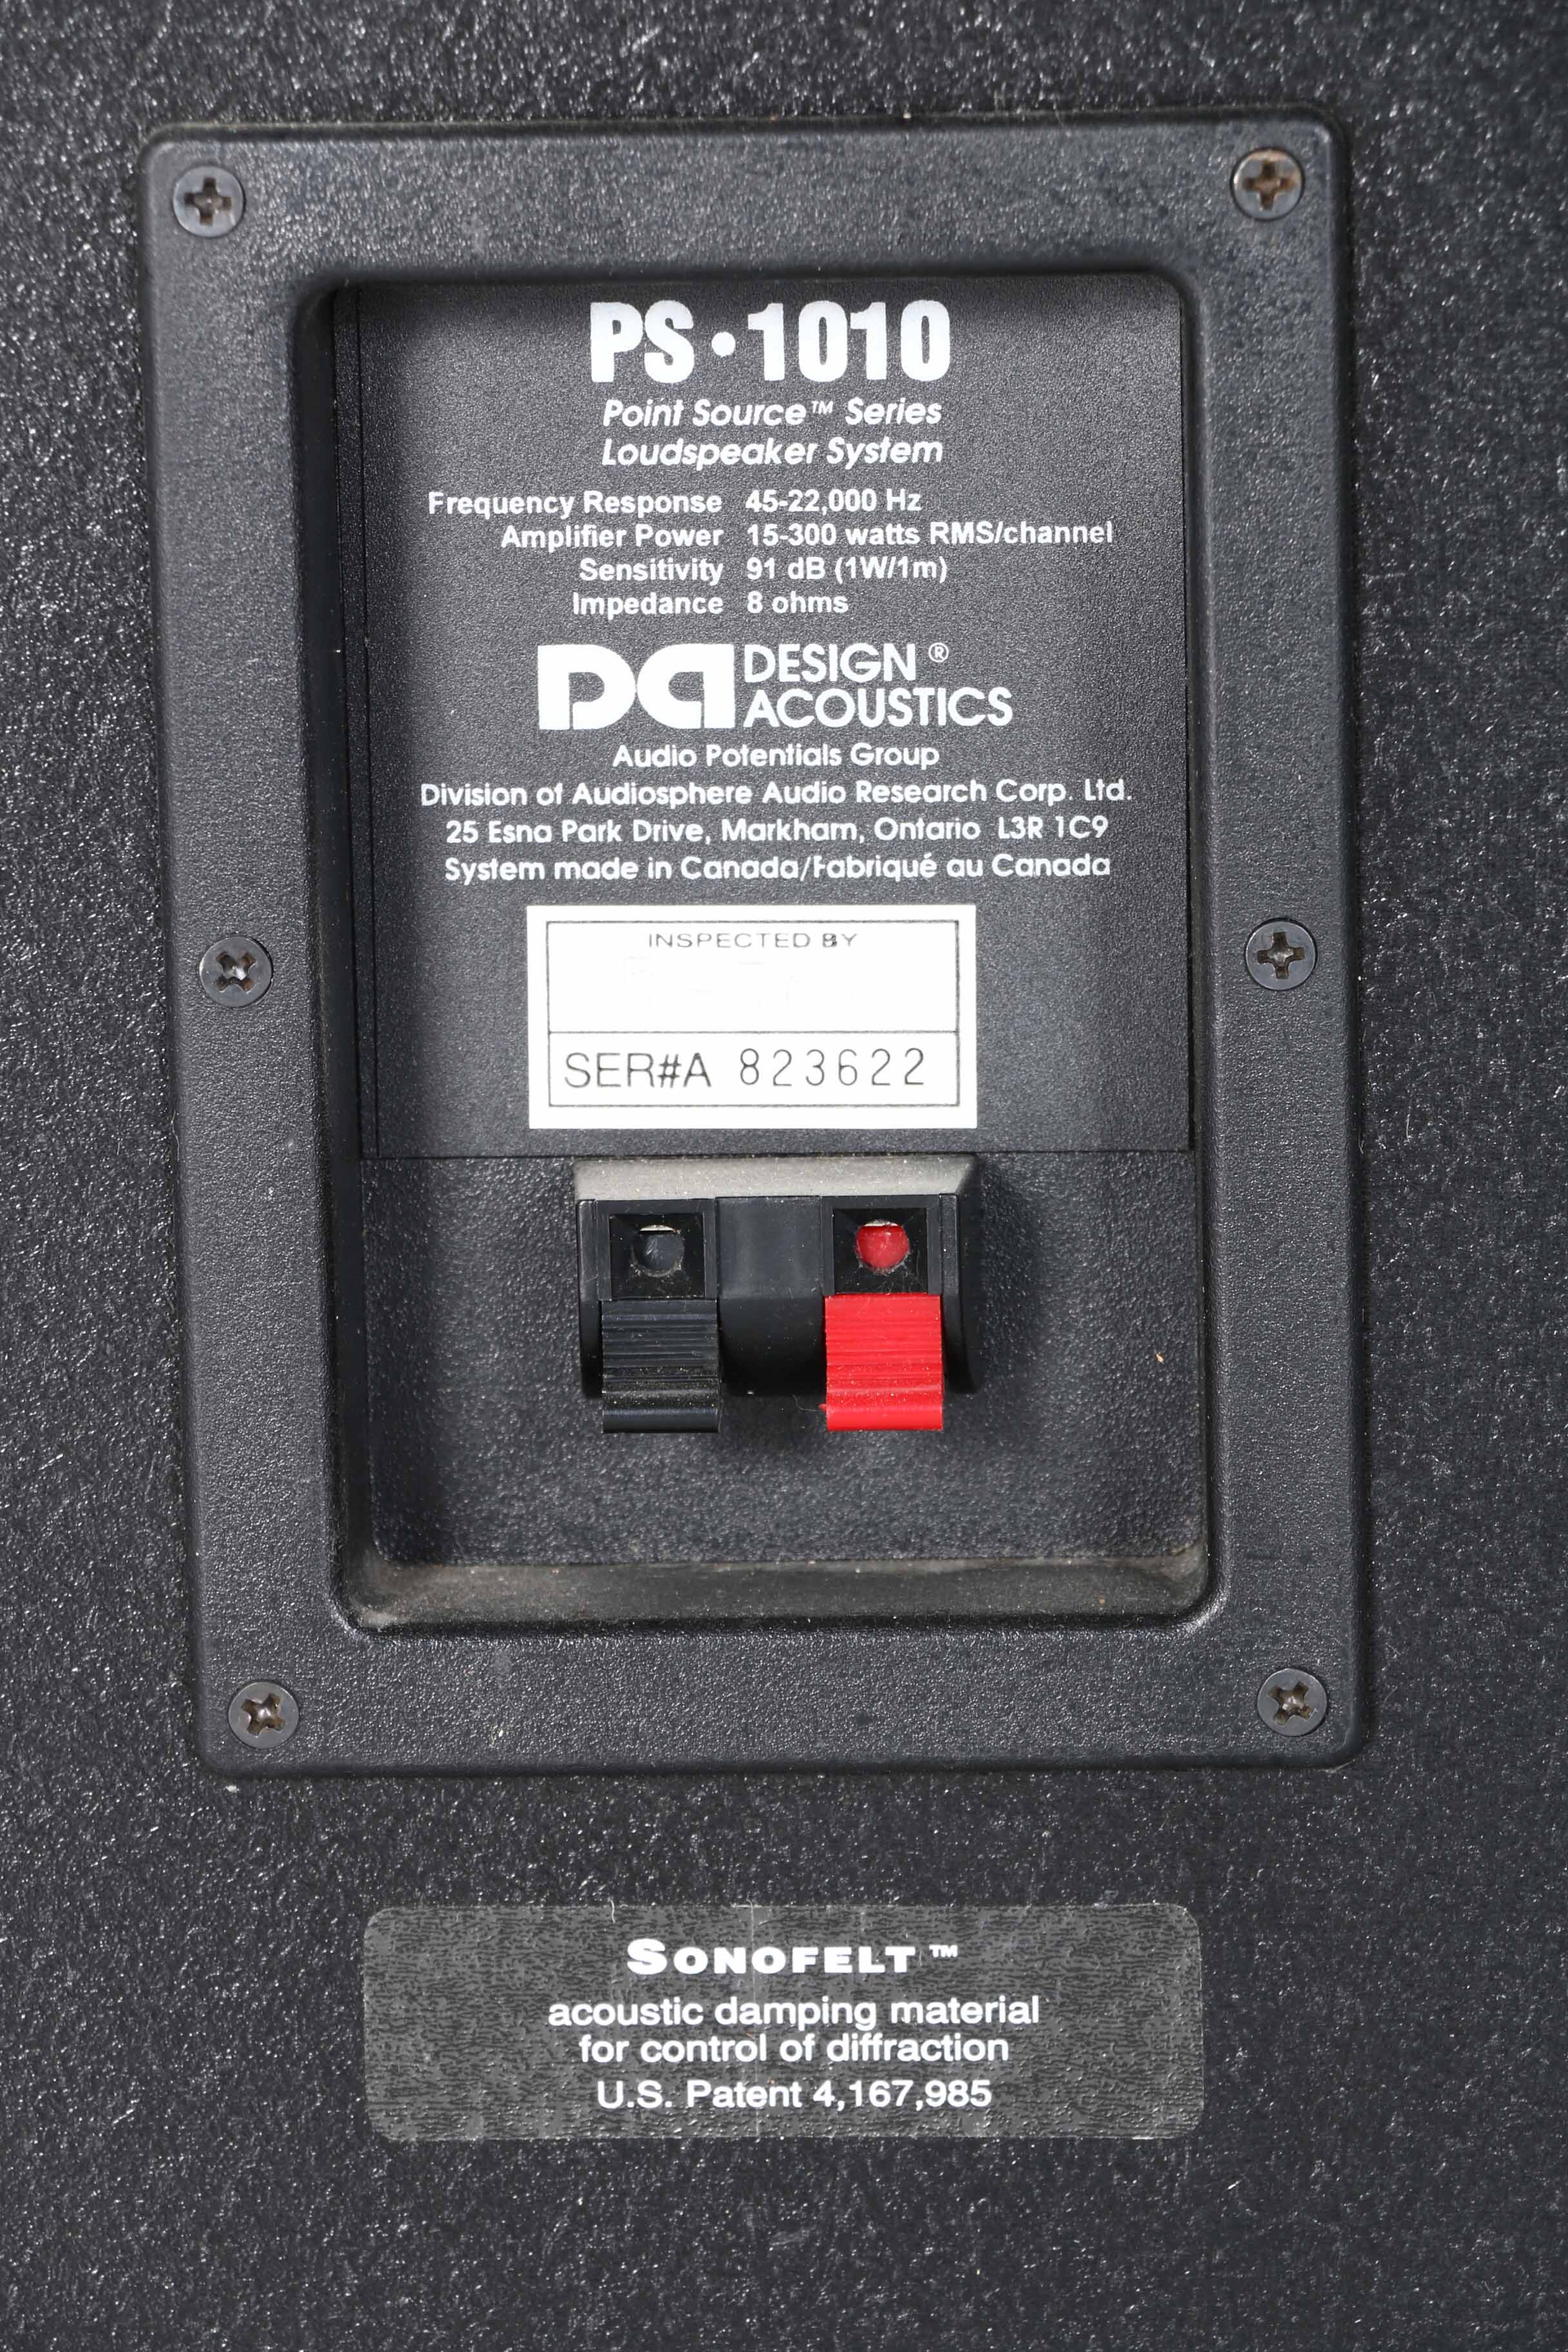 PS•1010
Point Source™ Series
Loudspeaker System
Frequency Response 45-22,000 Hz
Amplifier Power 15-300 watts RMS/channel
Sensitivity 91 dB (1W/1m)
Impedance 8 ohms
DA DESIGN ®
ACOUSTICS
Audio Potentials Group
Division of Audiosphere Audio Research Corp. Ltd.
25 Esna Park Drive, Markham, Ontario L3R 1C9
System made in Canada/Fabriqué au Canada
INSPECTED BY
SER#A 823622
SONOFELT™
acoustic damping material
for control of diffraction
U.S. Patent 4,167,985